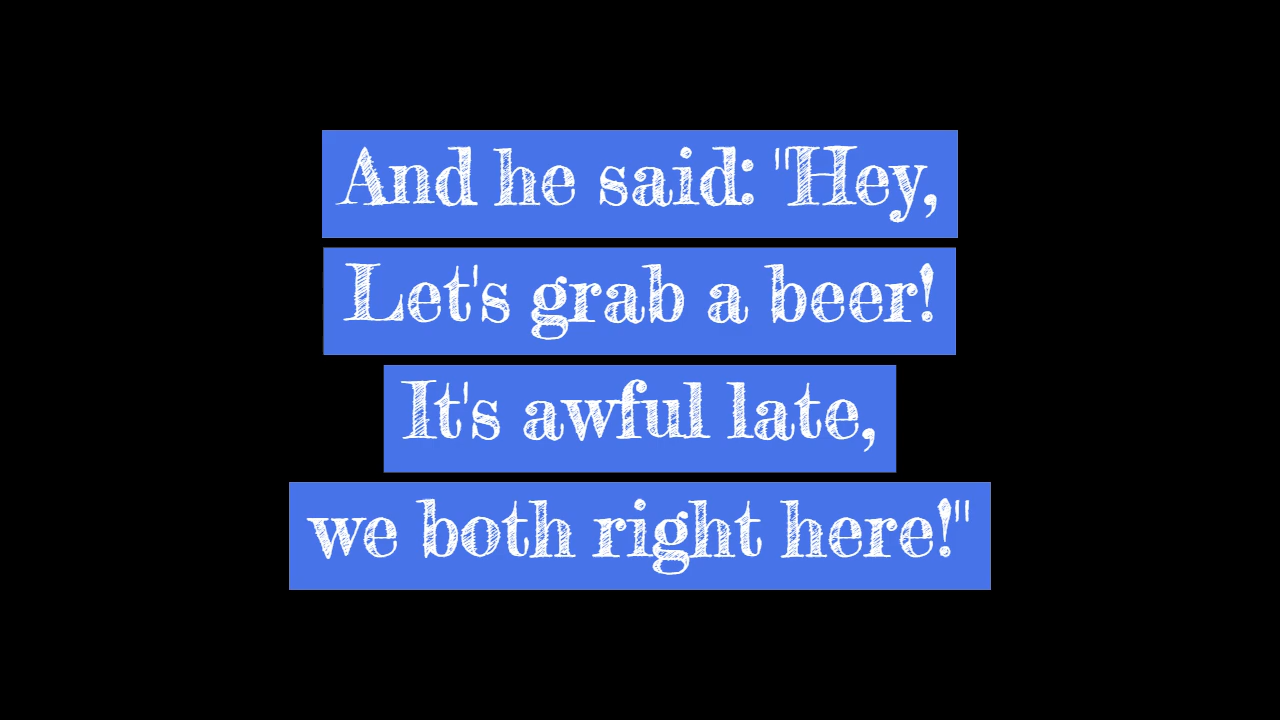 And he said: "Hey,
Let's grab a beer!
It's awful late,
we both right here!"